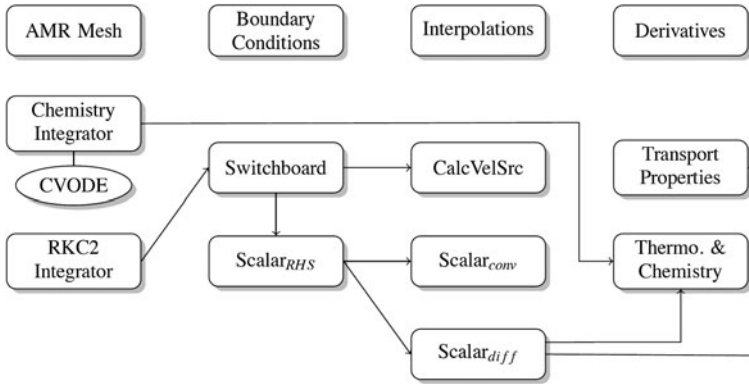 AMR Mesh
Boundary
Conditions
Interpolations
Derivatives
Chemistry
Integrator
CVODE
Switchboard
CalcVelSrc
Transport
Properties
RKC2
Integrator
Scalar_RHS
Scalar_conv
Thermo. &
Chemistry
Scalar_diff